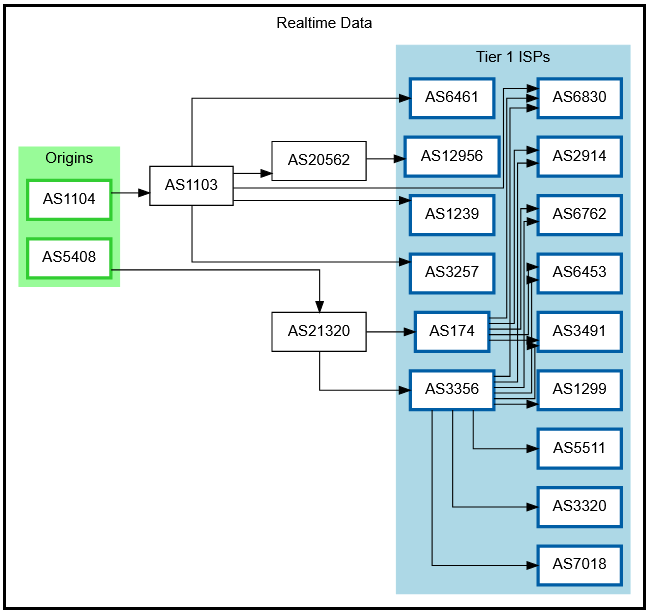 Realtime Data
Tier 1 ISPs
AS6461
AS6830
AS20562
AS12956
AS2914
Origins
AS1103
AS1104
AS1239
AS6762
AS5408
AS3257
AS6453
AS21320
AS174
AS3491
AS3356
AS1299
AS5511
AS3320
AS7018